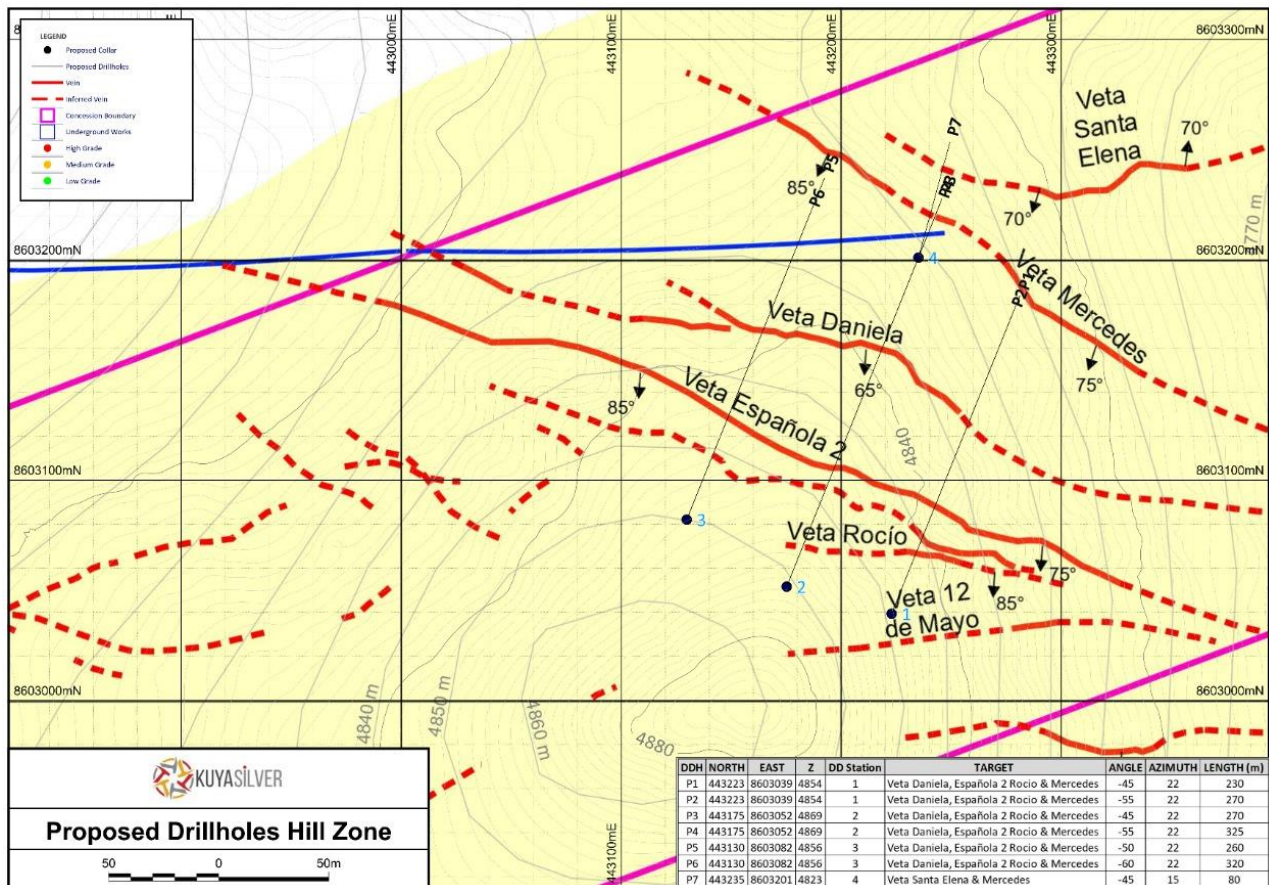 LEGEND
Proposed Collar
Proposed Drillholes
Vein
Inferred Vein
Concession Boundary
Underground Works
High Grade
Medium Grade
Low Grade
443000mE
443100mE
443200mE
443300mE
8603300mN
8603300mN
P7
Veta
Santa
Elena
70°
P5
85°
P6
70°
8603200mN
8603200mN
4
770 m
P2
P1
Veta Mercedes
Veta Daniela
75°
65°
Veta Española 2
85°
4840
8603100mN
8603100mN
3
Veta Rocío
75°
2
85°
1
Veta 12
de Mayo
8603000mN
8603000mN
4840 m
4850 m
4860 m
4880
443100mE
KUYASILVER
Proposed Drillholes Hill Zone
50 0 50m
DDH NORTH EAST Z DD Station TARGET ANGLE AZIMUTH LENGTH (m)
P1 443223 8603039 4854 1 Veta Daniela, Española 2 Rocio & Mercedes -45 22 230
P2 443223 8603039 4854 1 Veta Daniela, Española 2 Rocio & Mercedes -55 22 270
P3 443175 8603052 4869 2 Veta Daniela, Española 2 Rocio & Mercedes -45 22 270
P4 443175 8603052 4869 2 Veta Daniela, Española 2 Rocio & Mercedes -55 22 325
P5 443130 8603082 4856 3 Veta Daniela, Española 2 Rocio & Mercedes -50 22 260
P6 443130 8603082 4856 3 Veta Daniela, Española 2 Rocio & Mercedes -60 22 320
P7 443235 8603201 4823 4 Veta Santa Elena & Mercedes -45 15 80